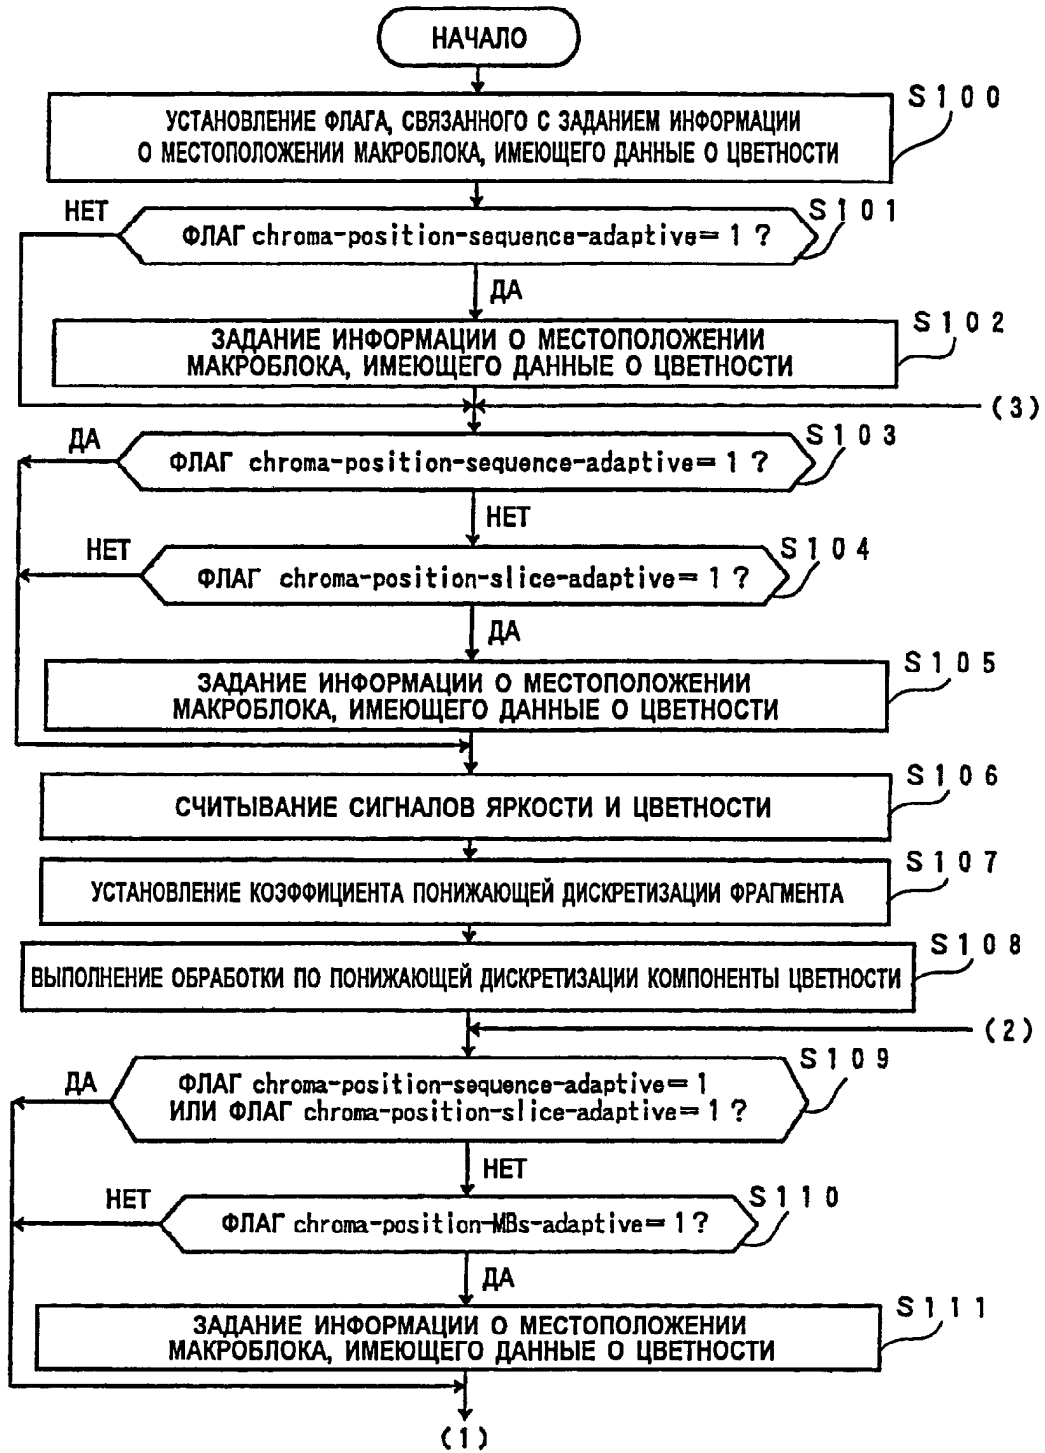 НАЧАЛО
S100
УСТАНОВЛЕНИЕ ФЛАГА, СВЯЗАННОГО С ЗАДАНИЕМ ИНФОРМАЦИИ
О МЕСТОПОЛОЖЕНИИ МАКРОБЛОКА, ИМЕЮЩЕГО ДАННЫЕ О ЦВЕТНОСТИ
НЕТ
S101
ФЛАГ chroma-position-sequence-adaptive=1?
ДА
S102
ЗАДАНИЕ ИНФОРМАЦИИ О МЕСТОПОЛОЖЕНИИ
МАКРОБЛОКА, ИМЕЮЩЕГО ДАННЫЕ О ЦВЕТНОСТИ
(3)
ДА
S103
ФЛАГ chroma-position-sequence-adaptive=1?
НЕТ
НЕТ
S104
ФЛАГ chroma-position-slice-adaptive=1?
ДА
S105
ЗАДАНИЕ ИНФОРМАЦИИ О МЕСТОПОЛОЖЕНИИ
МАКРОБЛОКА, ИМЕЮЩЕГО ДАННЫЕ О ЦВЕТНОСТИ
S106
СЧИТЫВАНИЕ СИГНАЛОВ ЯРКОСТИ И ЦВЕТНОСТИ
S107
УСТАНОВЛЕНИЕ КОЭФФИЦИЕНТА ПОНИЖАЮЩЕЙ ДИСКРЕТИЗАЦИИ ФРАГМЕНТА
S108
ВЫПОЛНЕНИЕ ОБРАБОТКИ ПО ПОНИЖАЮЩЕЙ ДИСКРЕТИЗАЦИИ КОМПОНЕНТЫ ЦВЕТНОСТИ
(2)
S109
ДА
ФЛАГ chroma-position-sequence-adaptive=1
ИЛИ ФЛАГ chroma-position-slice-adaptive=1?
НЕТ
НЕТ
S110
ФЛАГ chroma-position-MBs-adaptive=1?
ДА
S111
ЗАДАНИЕ ИНФОРМАЦИИ О МЕСТОПОЛОЖЕНИИ
МАКРОБЛОКА, ИМЕЮЩЕГО ДАННЫЕ О ЦВЕТНОСТИ
(1)